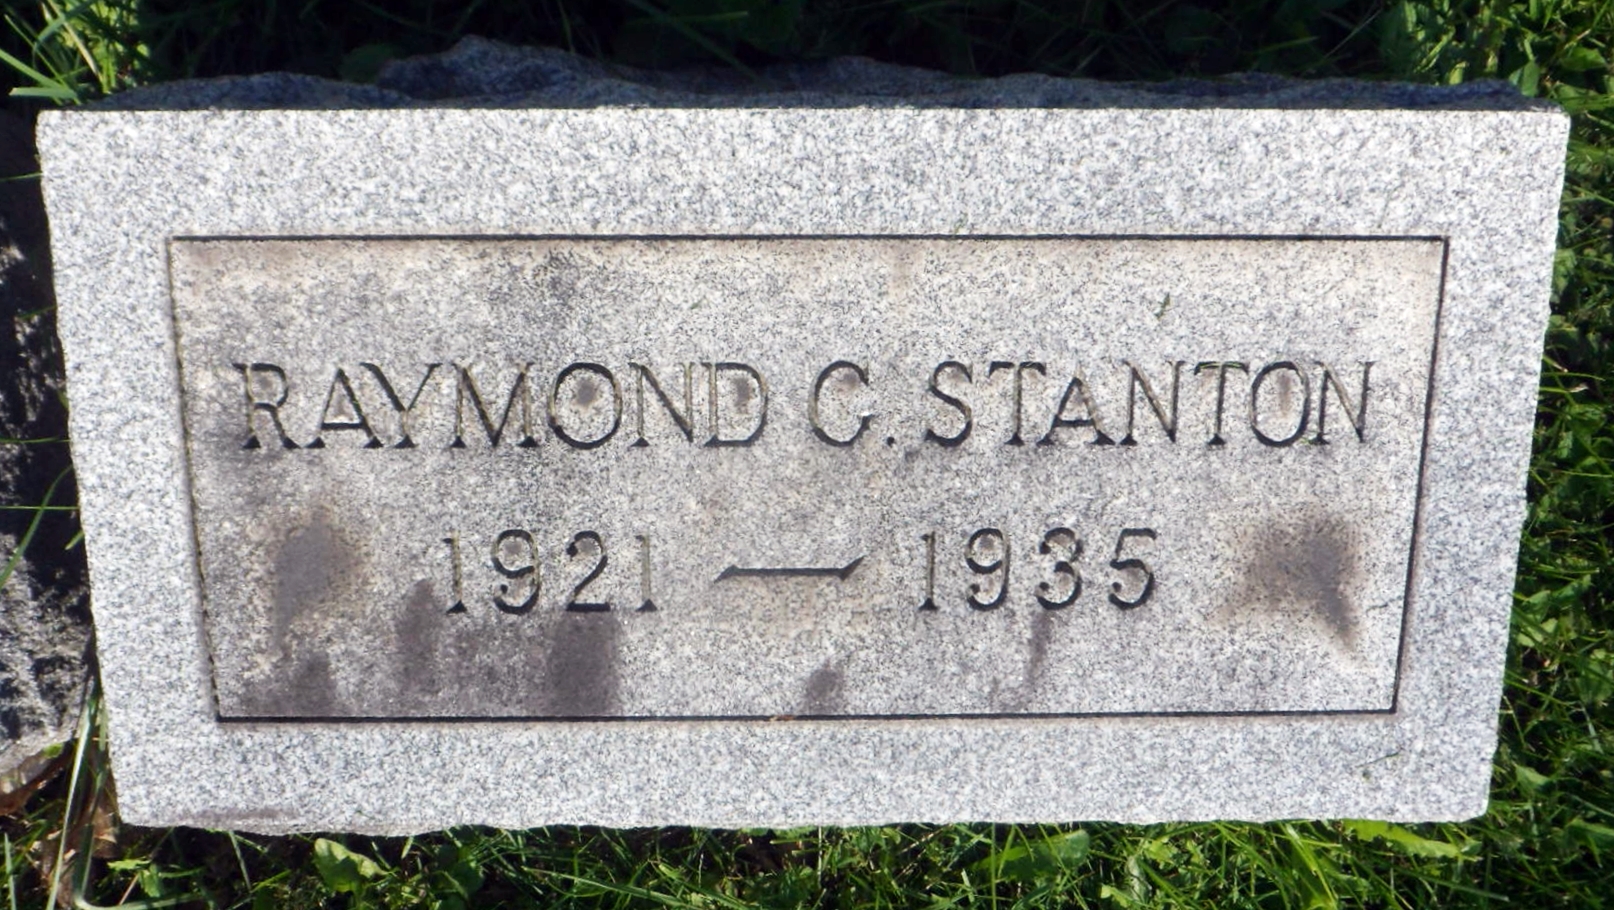 RAYMOND C. STANTON
1921 — 1935